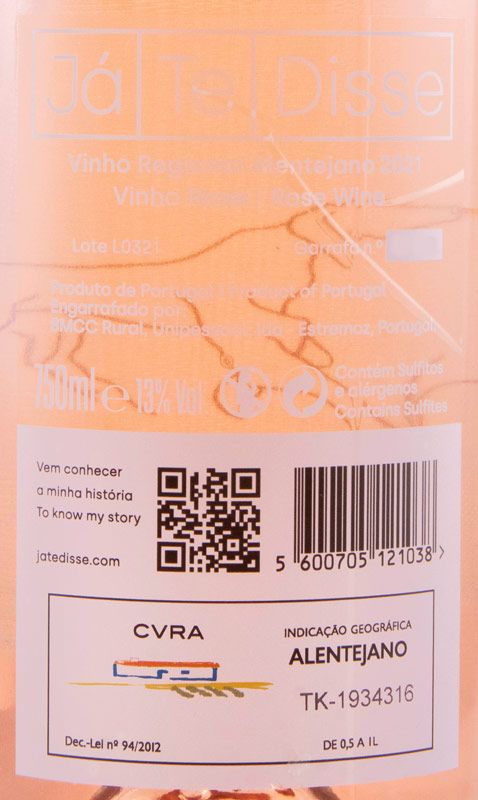 Já Te Disse
Vinho Regional Alentejano 2021
Vinho Rosé | Rose Wine
Lote L0321
Garrafa nº
Produto de Portugal | Product of Portugal
Engarrafado por
BMCC Rural, Unipessoal, lda - Estremoz, Portugal
750ml e 13% Vol
Contém Sulfitos
e alérgenos
Contains Sulfites
Vem conhecer
a minha história
To know my story
jatedisse.com
5 600705 121038 >
CVRA
INDICAÇÃO GEOGRÁFICA
ALENTEJANO
TK-1934316
Dec.-Lei nº 94/2012
DE 0,5 A 1L